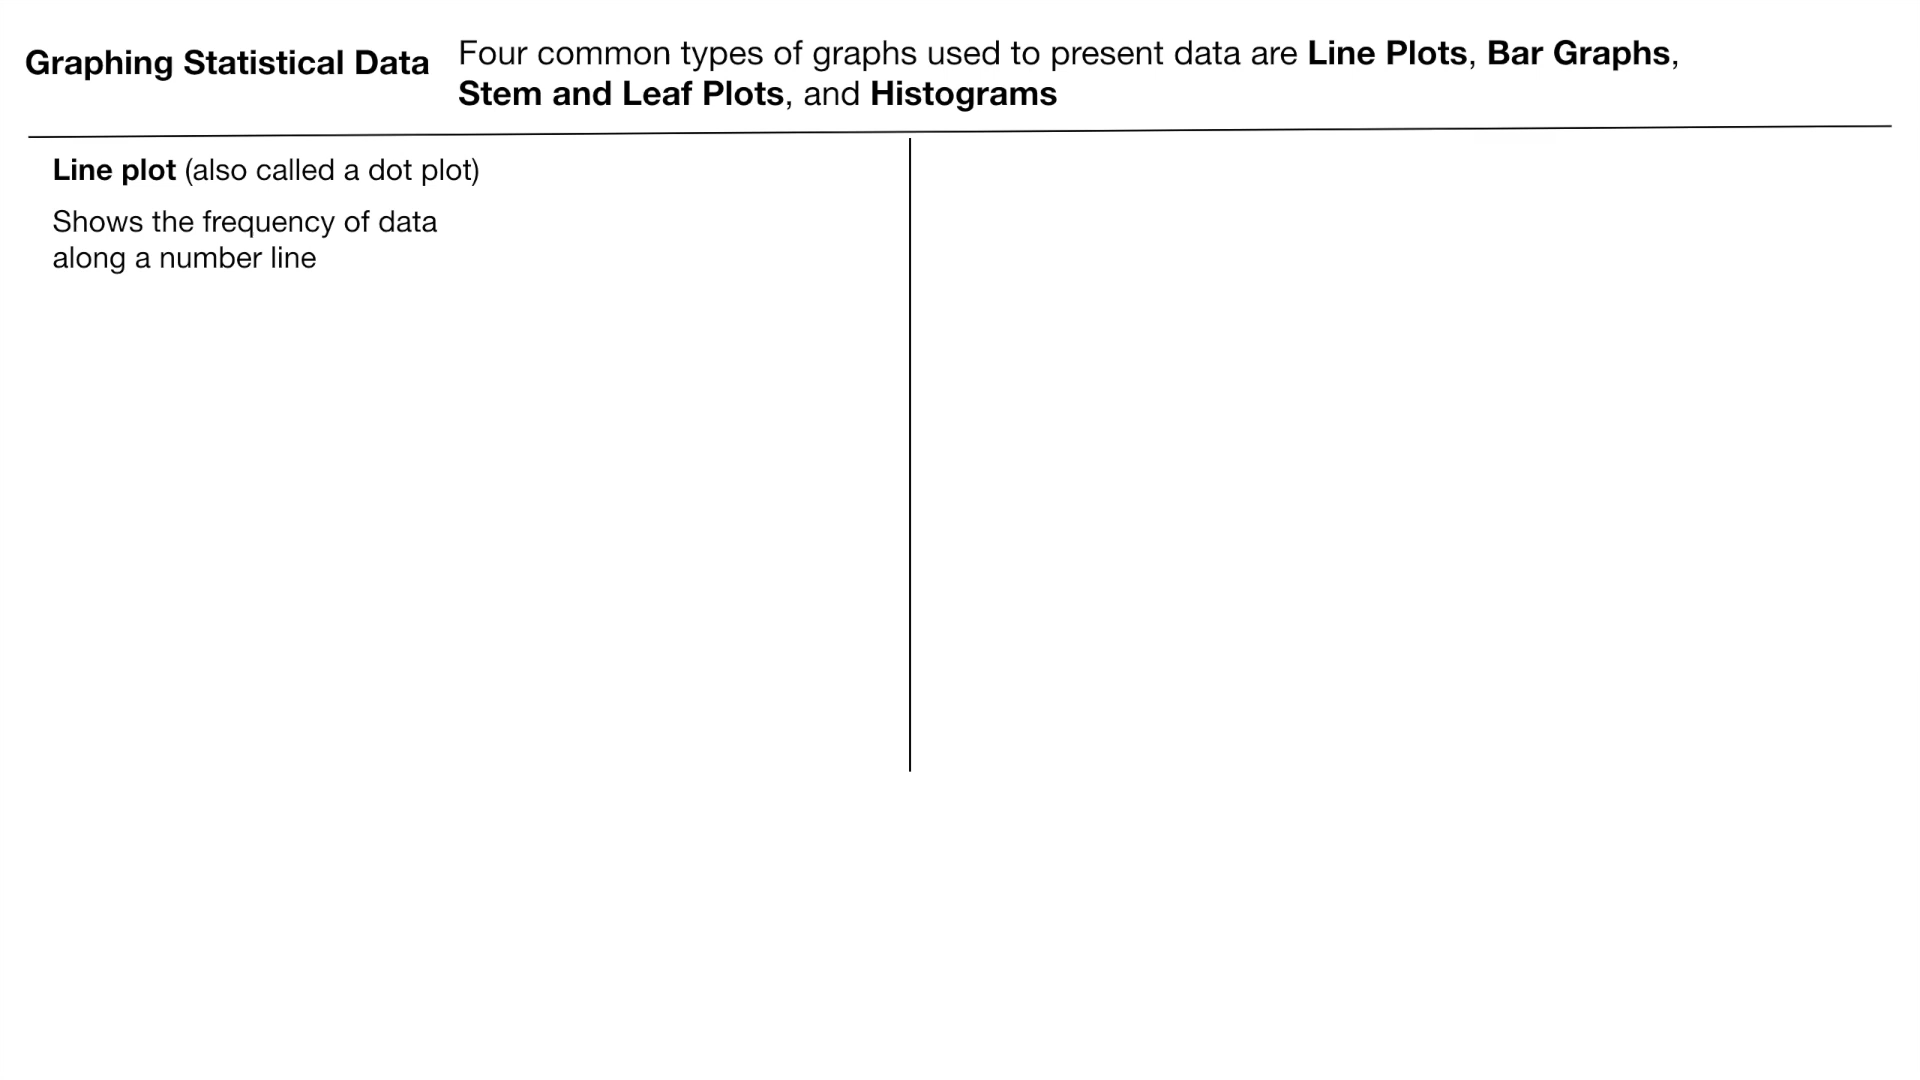 Graphing Statistical Data
Four common types of graphs used to present data are Line Plots, Bar Graphs,
Stem and Leaf Plots, and Histograms
Line plot (also called a dot plot)
Shows the frequency of data
along a number line